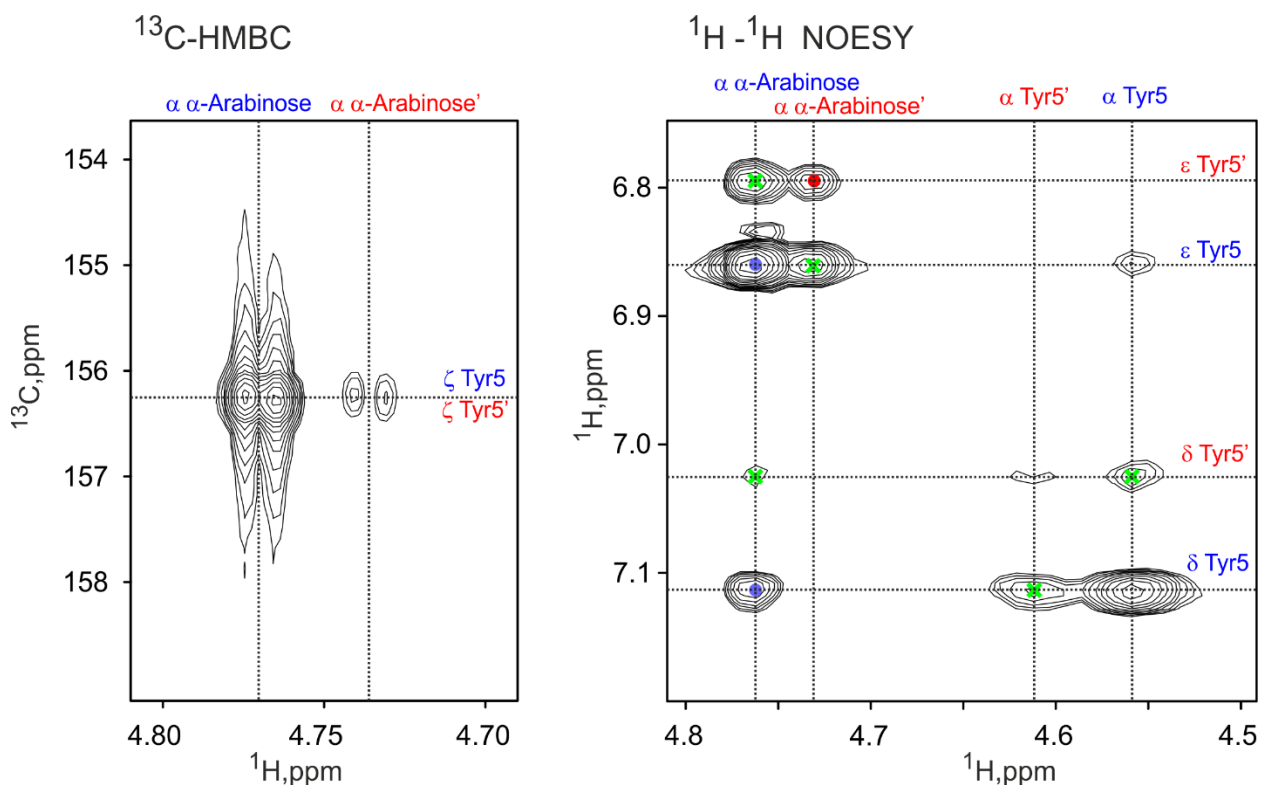 ¹³C-HMBC
α α-Arabinose α α-Arabinose’
154
155
156
157
158
¹³C,ppm
ζ Tyr5
ζ Tyr5’
4.80 4.75 4.70
¹H,ppm
¹H -¹H NOESY
α α-Arabinose
α α-Arabinose’
α Tyr5’ α Tyr5
6.8
6.9
7.0
7.1
¹H,ppm
ε Tyr5’
ε Tyr5
δ Tyr5’
δ Tyr5
4.8 4.7 4.6 4.5
¹H,ppm